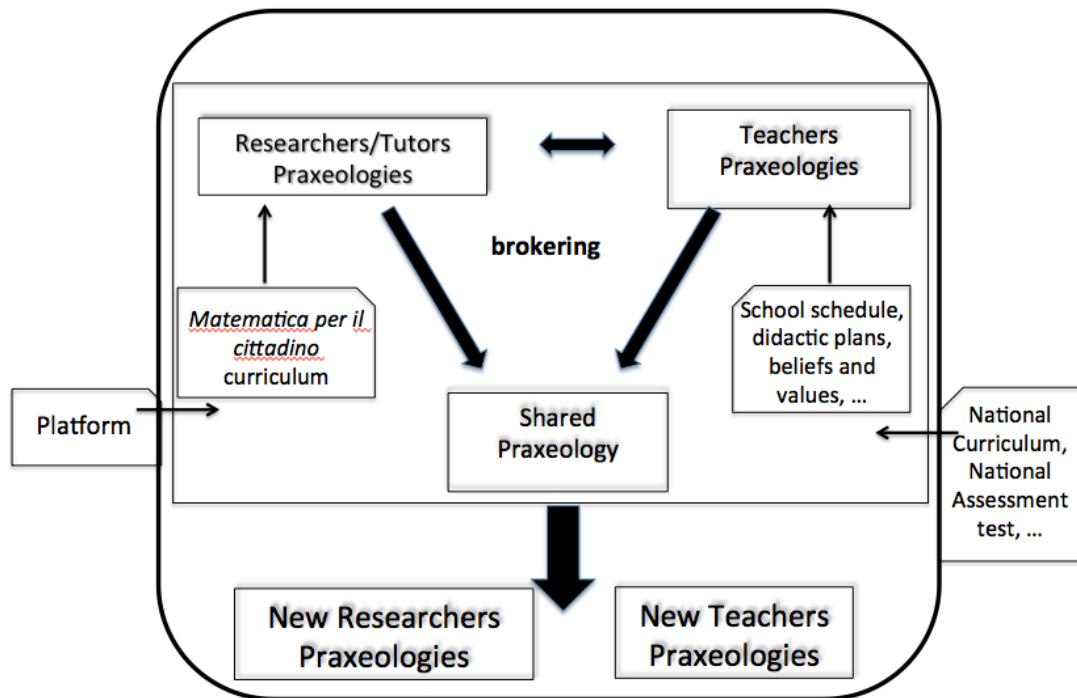 Researchers/Tutors
Praxeologies
Teachers
Praxeologies
brokering
Matematica per il
cittadino
curriculum
School schedule,
didactic plans,
beliefs and
values, ...
Platform
Shared
Praxeology
National
Curriculum,
National
Assessment
test, ...
New Researchers
Praxeologies
New Teachers
Praxeologies